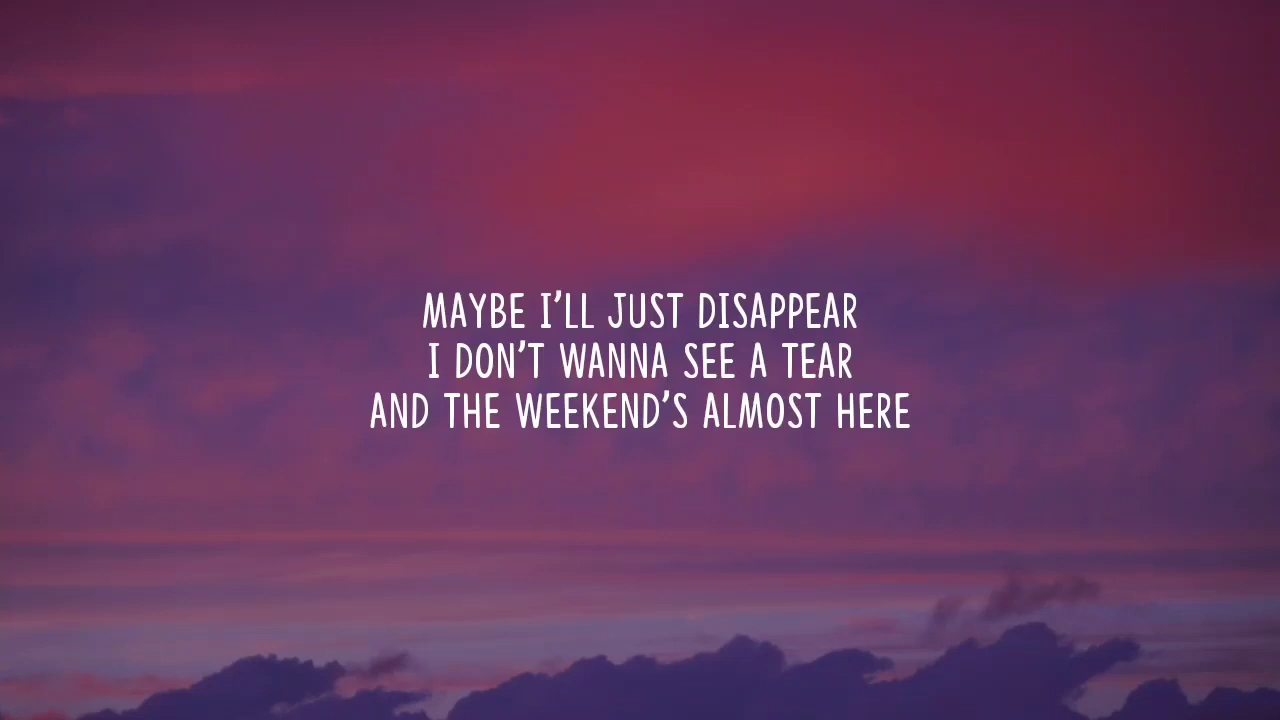 MAYBE I'LL JUST DISAPPEAR
I DON'T WANNA SEE A TEAR
AND THE WEEKEND'S ALMOST HERE